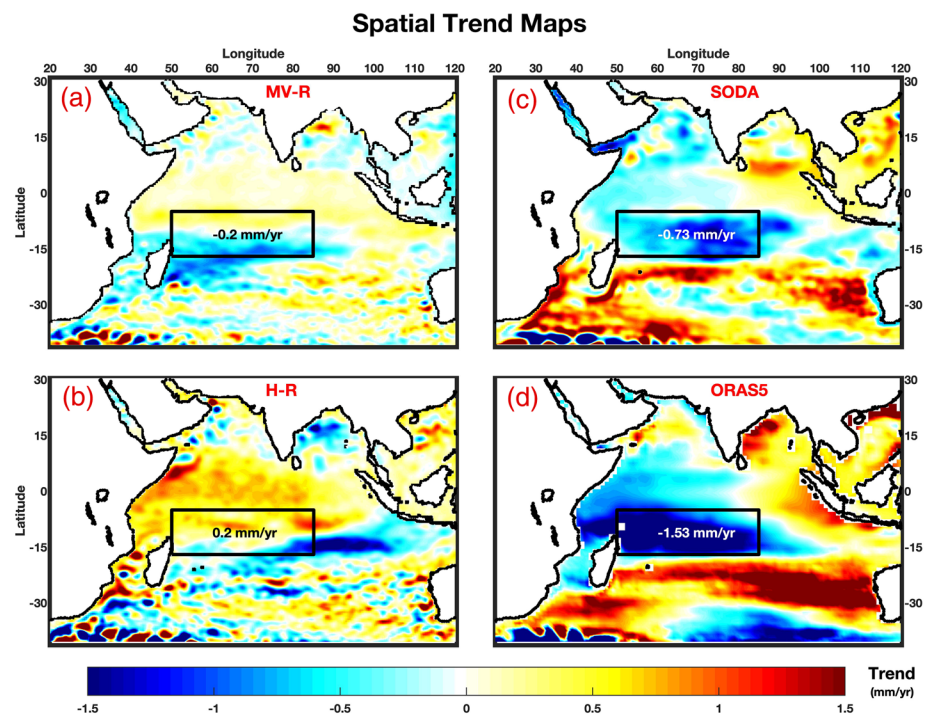 Spatial Trend Maps
Longitude
Longitude
20 30 40 50 60 70 80 90 100 110 120
20 30 40 50 60 70 80 90 100 110 120
(a)
MV-R
(c)
SODA
30
15
0
-15
-30
Latitude
30
15
0
-15
-30
-0.2 mm/yr
-0.73 mm/yr
(b)
H-R
(d)
ORAS5
30
15
0
-15
-30
Latitude
30
15
0
-15
-30
0.2 mm/yr
-1.53 mm/yr
-1.5 -1 -0.5 0 0.5 1 1.5
Trend
(mm/yr)